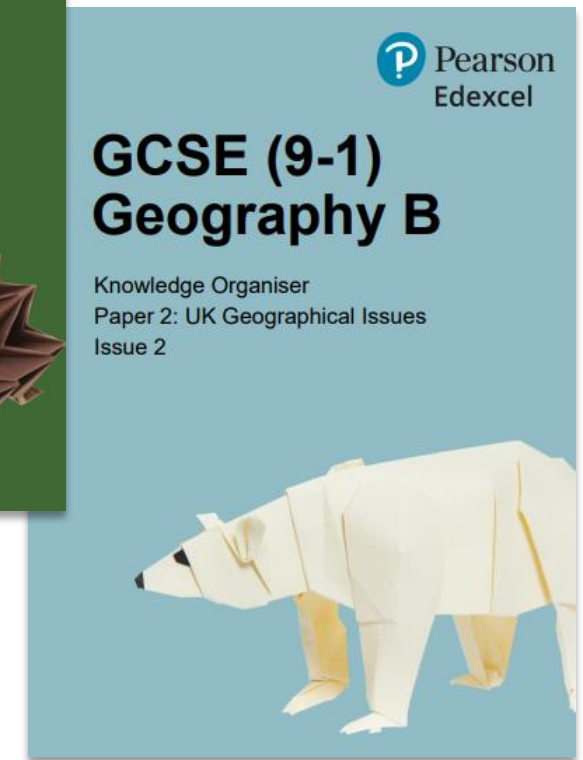 Pearson
Edexcel
GCSE (9-1)
Geography B
Knowledge Organiser
Paper 2: UK Geographical Issues
Issue 2